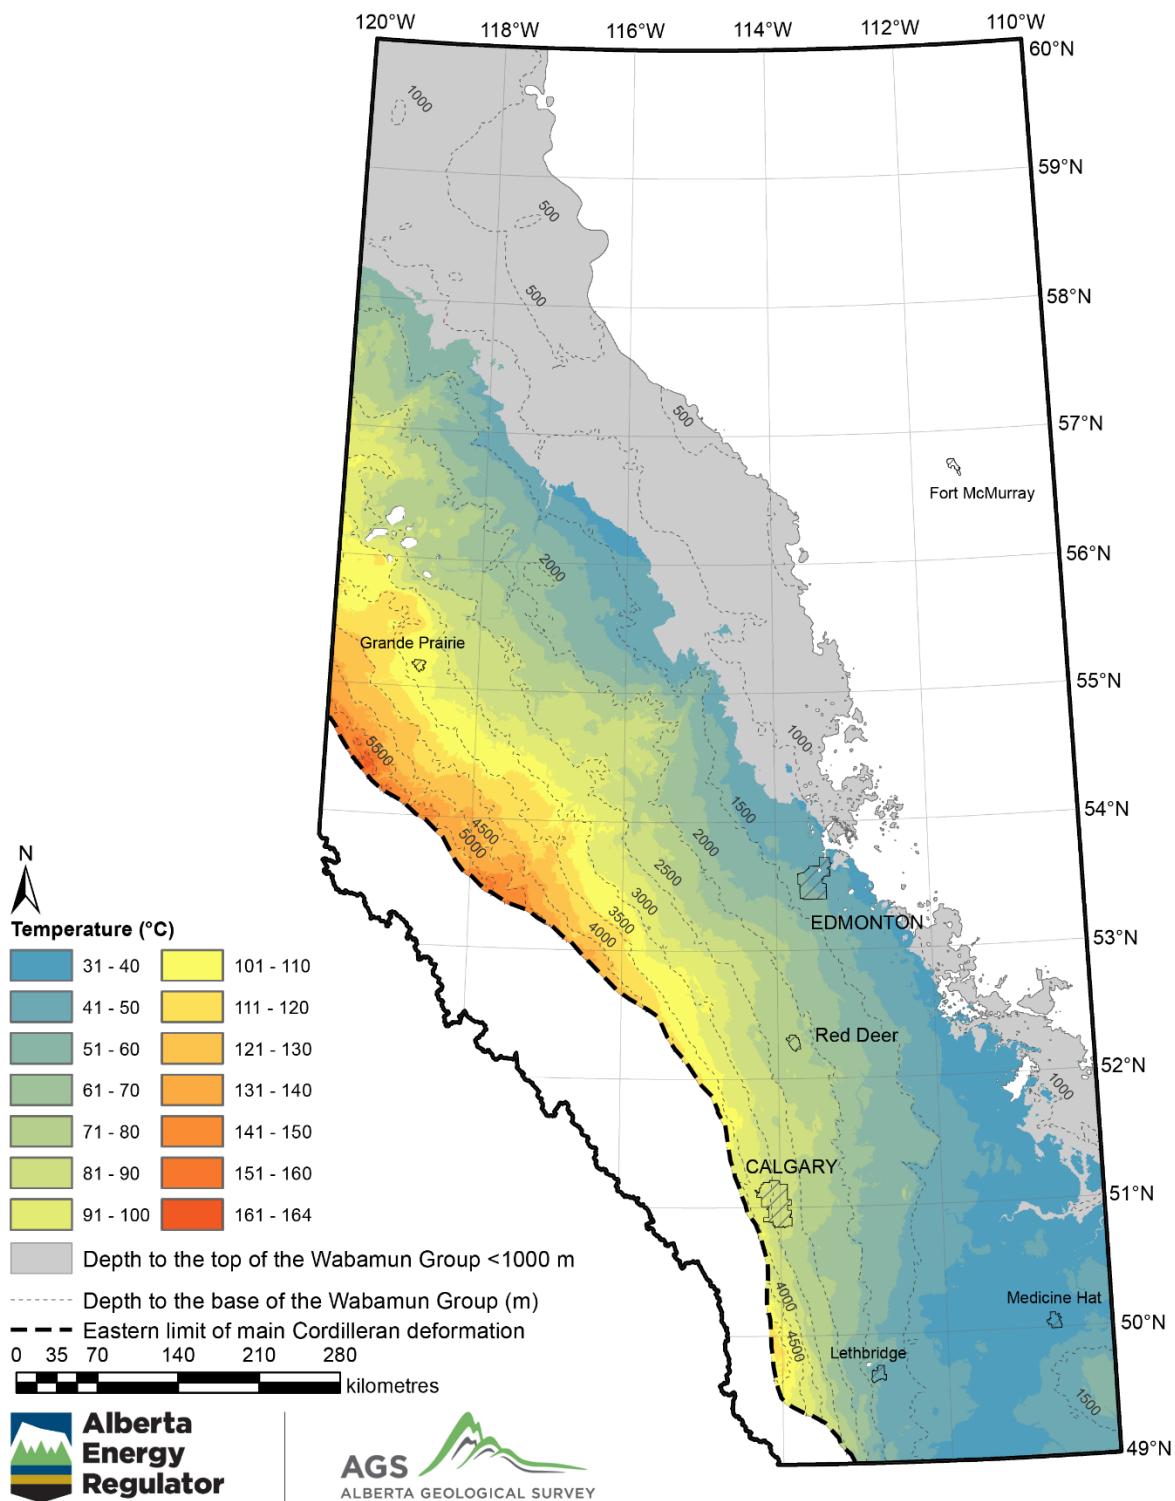 120°W
118°W
116°W
114°W
112°W
110°W
60°N
1000
59°N
500
58°N
500
57°N
500
Fort McMurray
56°N
2000
Grande Prairie
55°N
5500
1000
54°N
1500
4500
5000
2000
2500
3000
3500
4000
EDMONTON
53°N
Red Deer
52°N
1000
CALGARY
51°N
4000
4500
Medicine Hat
50°N
Lethbridge
1500
49°N
N
Temperature (°C)
31 - 40
101 - 110
41 - 50
111 - 120
51 - 60
121 - 130
61 - 70
131 - 140
71 - 80
141 - 150
81 - 90
151 - 160
91 - 100
161 - 164
Depth to the top of the Wabamun Group <1000 m
Depth to the base of the Wabamun Group (m)
Eastern limit of main Cordilleran deformation
0 35 70 140 210 280
kilometres
Alberta
Energy
Regulator
AGS
ALBERTA GEOLOGICAL SURVEY